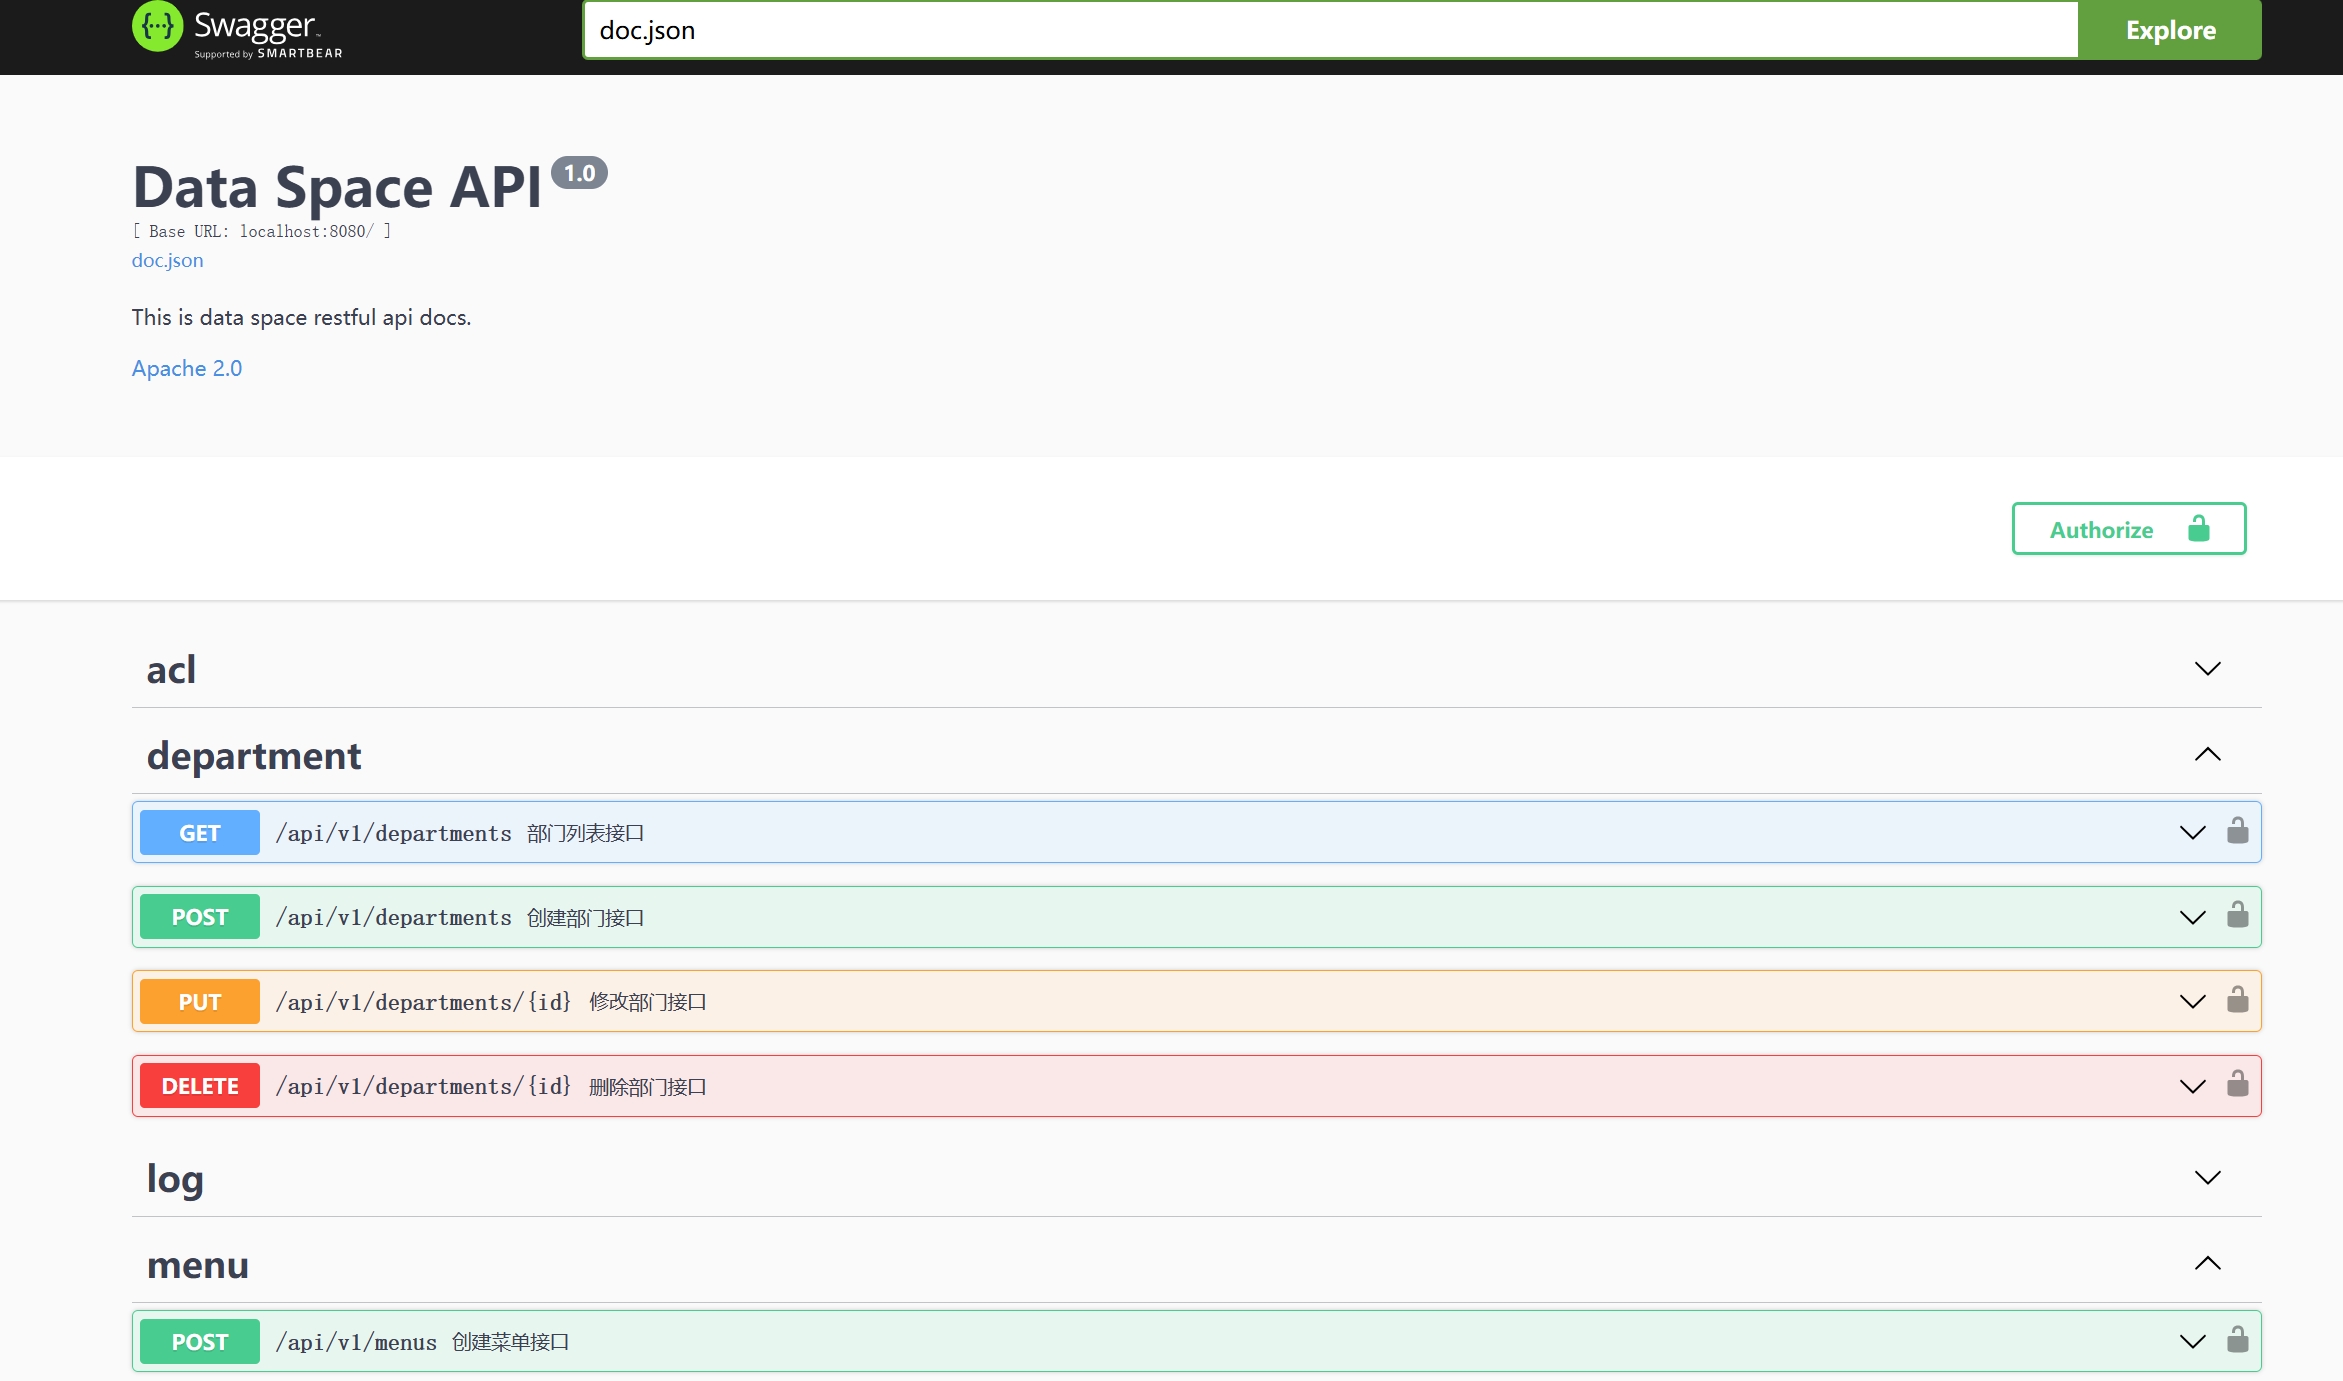 Swagger™
Supported by SMARTBEAR
doc.json
Explore
Data Space API 1.0
[ Base URL: localhost:8080/ ]
doc.json
This is data space restful api docs.
Apache 2.0
Authorize
acl
department
GET /api/v1/departments 部门列表接口
POST /api/v1/departments 创建部门接口
PUT /api/v1/departments/{id} 修改部门接口
DELETE /api/v1/departments/{id} 删除部门接口
log
menu
POST /api/v1/menus 创建菜单接口